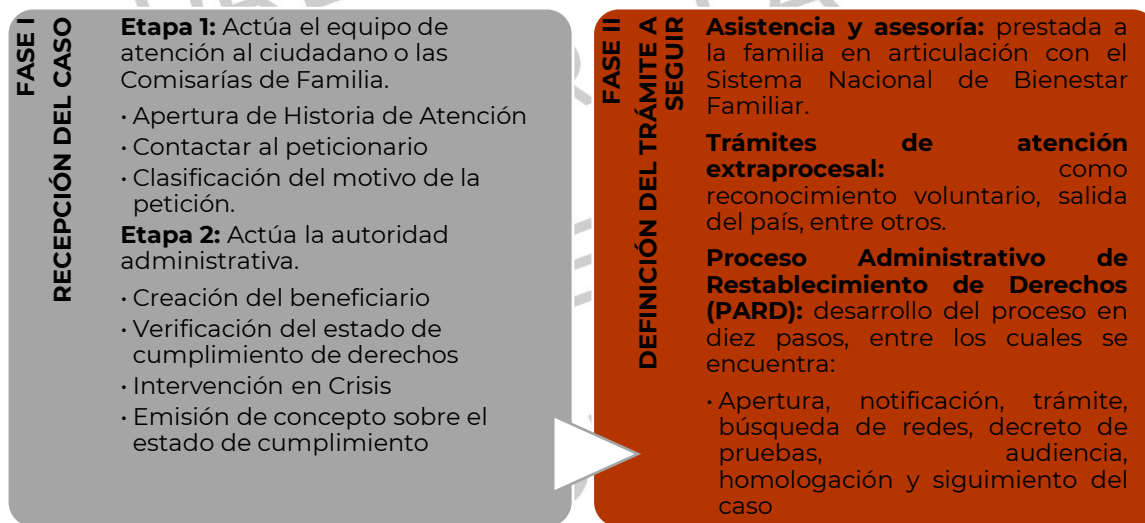 FASE I
RECEPCIÓN DEL CASO
Etapa 1: Actúa el equipo de
atención al ciudadano o las
Comisarías de Familia.
· Apertura de Historia de Atención
· Contactar al peticionario
· Clasificación del motivo de la
petición.
Etapa 2: Actúa la autoridad
administrativa.
· Creación del beneficiario
· Verificación del estado de
cumplimiento de derechos
· Intervención en Crisis
· Emisión de concepto sobre el
estado de cumplimiento
FASE II
DEFINICIÓN DEL TRÁMITE A
SEGUIR
Asistencia y asesoría: prestada a
la familia en articulación con el
Sistema Nacional de Bienestar
Familiar.
Trámites de atención
extraprocesal: como
reconocimiento voluntario, salida
del país, entre otros.
Proceso Administrativo de
Restablecimiento de Derechos
(PARD): desarrollo del proceso en
diez pasos, entre los cuales se
encuentra:
· Apertura, notificación, trámite,
búsqueda de redes, decreto de
pruebas, audiencia,
homologación y siguimiento del
caso